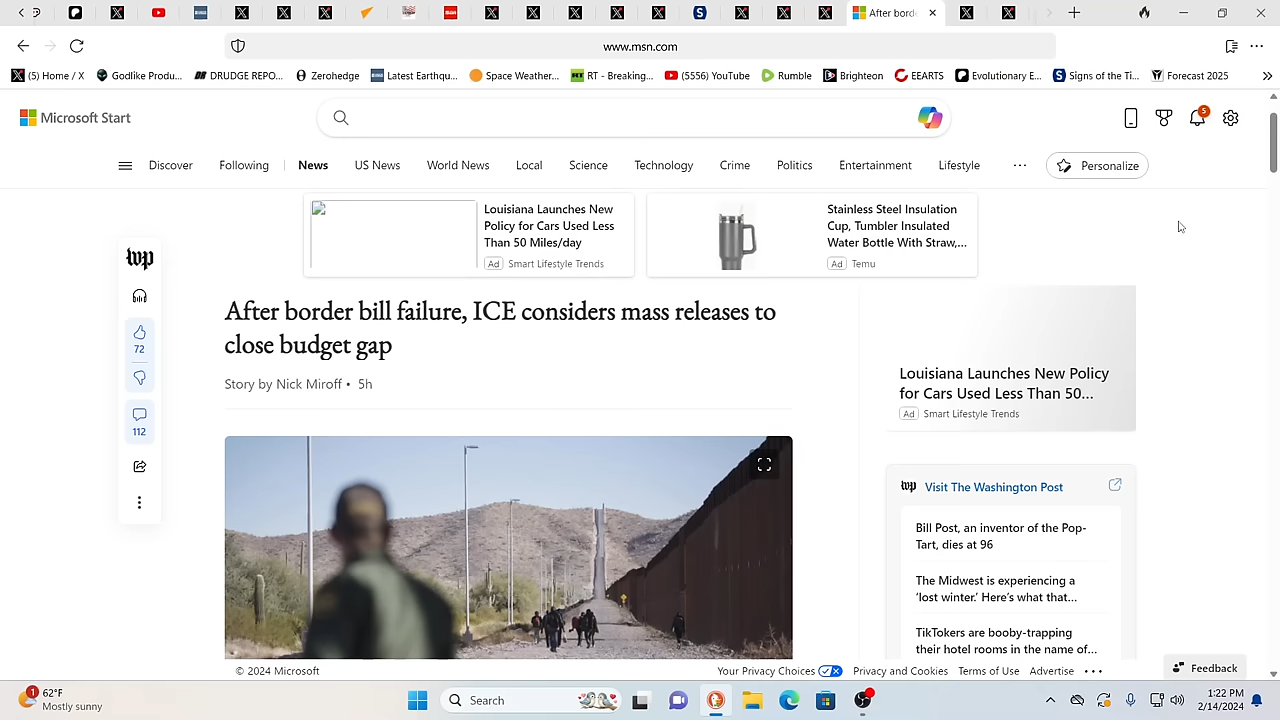 After borde
www.msn.com
(5) Home / X
Godlike Produ...
DRUDGE REPO...
Zerohedge
Latest Earthqu...
Space Weather...
RT - Breaking...
(5556) YouTube
Rumble
Brighteon
EEARTS
Evolutionary E...
Signs of the Ti...
Forecast 2025
Microsoft Start
5
Discover
Following
News
US News
World News
Local
Science
Technology
Crime
Politics
Entertainment
Lifestyle
Personalize
Louisiana Launches New
Policy for Cars Used Less
Than 50 Miles/day
Ad Smart Lifestyle Trends
Stainless Steel Insulation
Cup, Tumbler Insulated
Water Bottle With Straw,...
Ad Temu
wp
72
112
After border bill failure, ICE considers mass releases to
close budget gap
Story by Nick Miroff • 5h
Louisiana Launches New Policy
for Cars Used Less Than 50...
Ad Smart Lifestyle Trends
wp Visit The Washington Post
Bill Post, an inventor of the Pop-
Tart, dies at 96
The Midwest is experiencing a
‘lost winter.’ Here’s what that...
TikTokers are booby-trapping
their hotel rooms in the name of...
© 2024 Microsoft
Your Privacy Choices
Privacy and Cookies
Terms of Use
Advertise
Feedback
1
62°F
Mostly sunny
Search
1:22 PM
2/14/2024